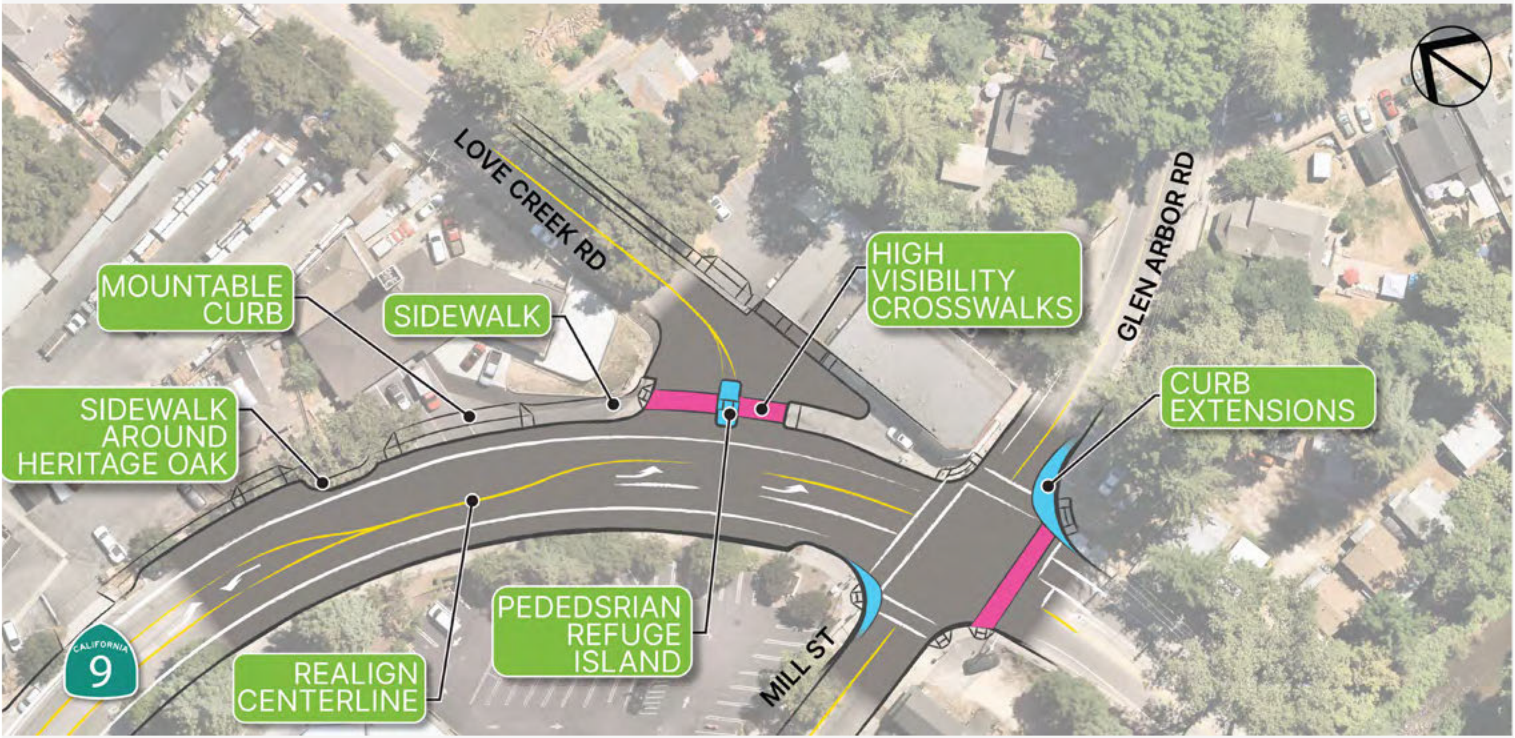 LOVE CREEK RD
GLEN ARBOR RD
HIGH
VISIBILITY
CROSSWALKS
MOUNTABLE
CURB
SIDEWALK
CURB
EXTENSIONS
SIDEWALK
AROUND
HERITAGE OAK
PEDEDSRIAN
REFUGE
ISLAND
MILL ST
CALIFORNIA
9
REALIGN
CENTERLINE